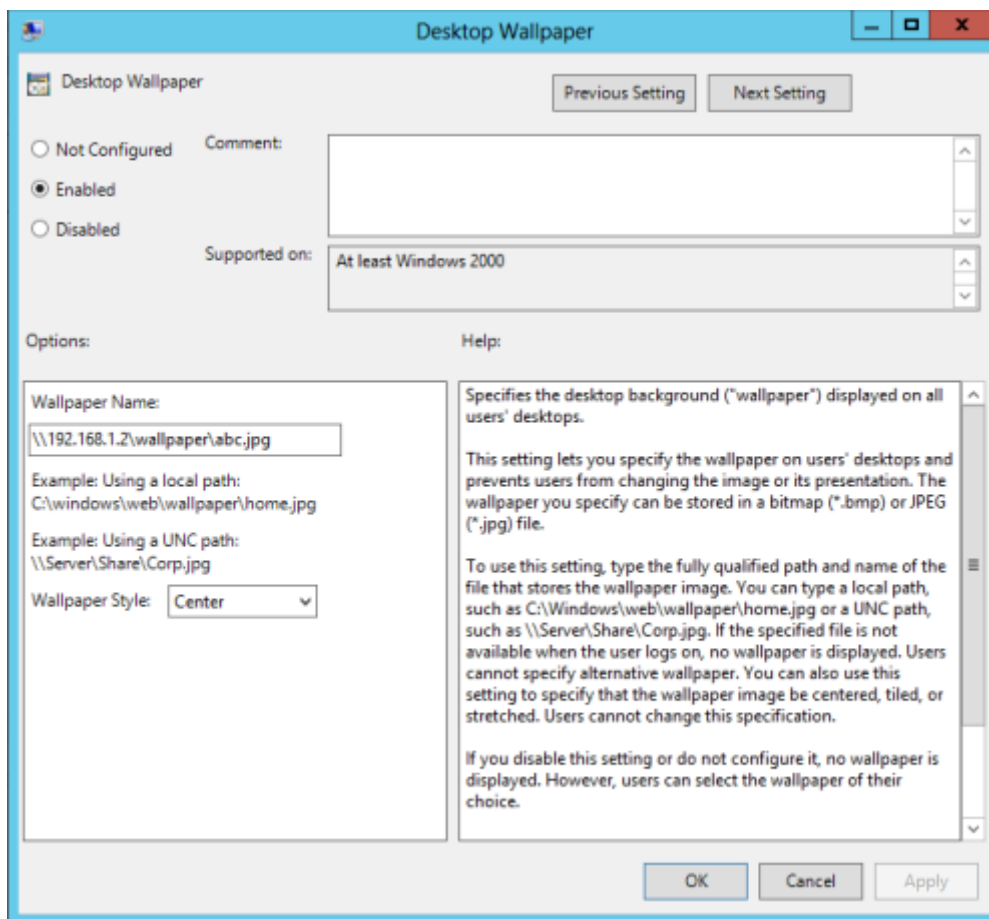 Desktop Wallpaper
Desktop Wallpaper
Previous Setting
Next Setting
Not Configured
Comment:
Enabled
Disabled
Supported on:
At least Windows 2000
Options:
Help:
Wallpaper Name:
\\192.168.1.2\wallpaper\abc.jpg
Example: Using a local path:
C:\windows\web\wallpaper\home.jpg
Example: Using a UNC path:
\\Server\Share\Corp.jpg
Wallpaper Style:
Center
Specifies the desktop background ("wallpaper") displayed on all
users' desktops.
This setting lets you specify the wallpaper on users' desktops and
prevents users from changing the image or its presentation. The
wallpaper you specify can be stored in a bitmap (*.bmp) or JPEG
(*.jpg) file.
To use this setting, type the fully qualified path and name of the
file that stores the wallpaper image. You can type a local path,
such as C:\Windows\web\wallpaper\home.jpg or a UNC path,
such as \\Server\Share\Corp.jpg. If the specified file is not
available when the user logs on, no wallpaper is displayed. Users
cannot specify alternative wallpaper. You can also use this
setting to specify that the wallpaper image be centered, tiled, or
stretched. Users cannot change this specification.
If you disable this setting or do not configure it, no wallpaper is
displayed. However, users can select the wallpaper of their
choice.
OK
Cancel
Apply